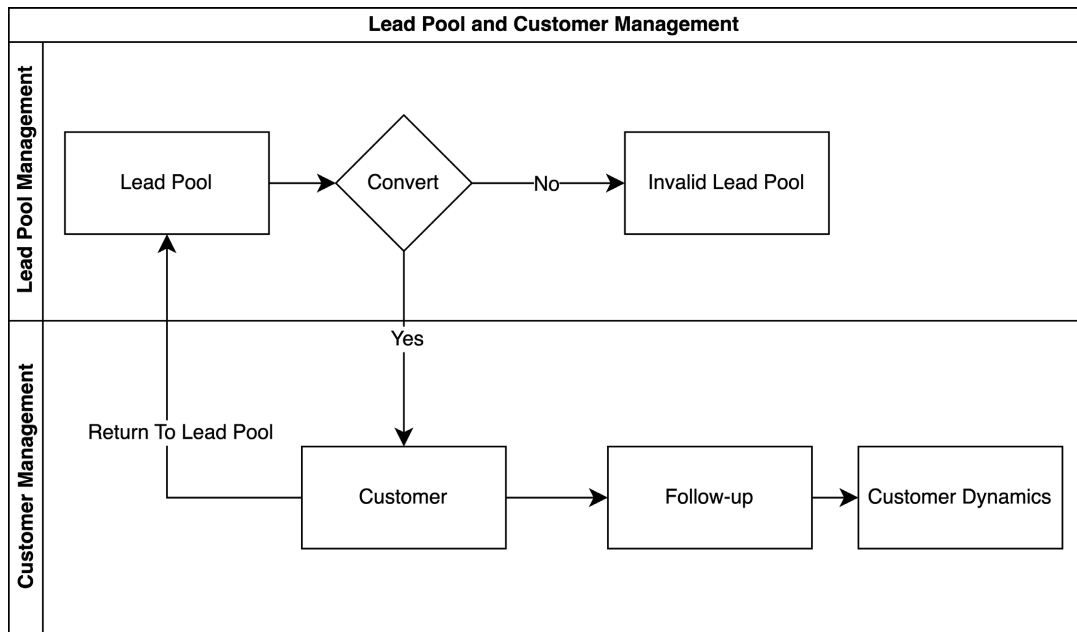 Lead Pool and Customer Management
Lead Pool Management
Lead Pool
Convert
No
Invalid Lead Pool
Yes
Customer Management
Return To Lead Pool
Customer
Follow-up
Customer Dynamics